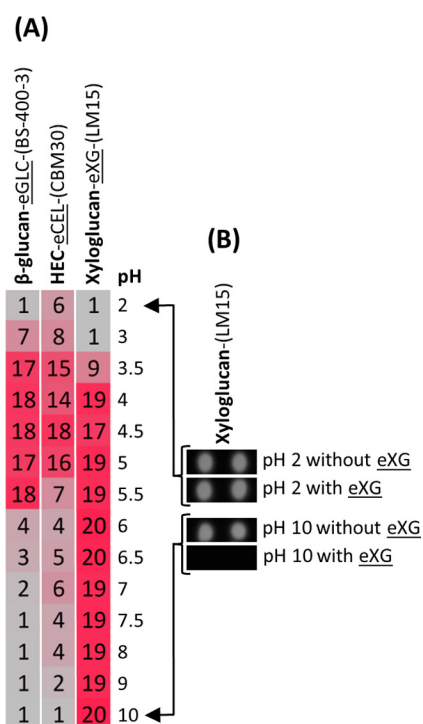 (A)
β-glucan-eGLC-(BS-400-3)
HEC-eCEL-(CBM30)
Xyloglucan-eXG-(LM15)
pH
1 6 1 2
7 8 1 3
17 15 9 3.5
18 14 19 4
18 18 17 4.5
17 16 19 5
18 7 19 5.5
4 4 20 6
3 5 20 6.5
2 6 19 7
1 4 19 7.5
1 4 19 8
1 2 19 9
1 1 20 10
(B)
Xyloglucan-(LM15)
pH 2 without eXG
pH 2 with eXG
pH 10 without eXG
pH 10 with eXG